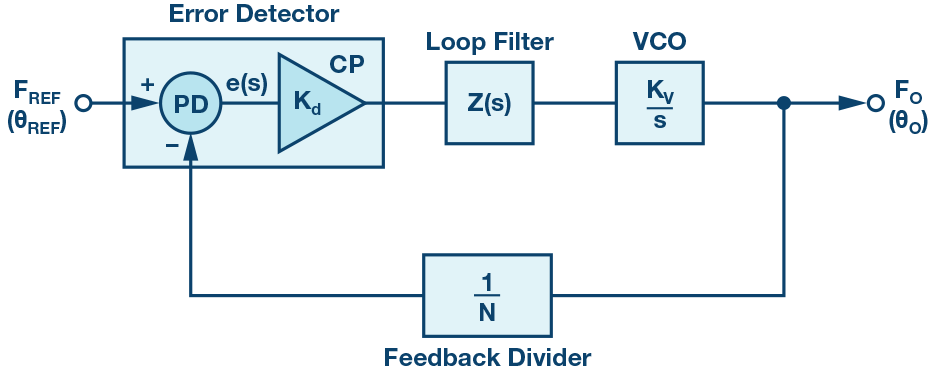 Error Detector
Loop Filter
VCO
CP
F_REF
(θ_REF)
+
PD
−
e(s)
K_d
Z(s)
K_V
s
F_O
(θ_O)
1
N
Feedback Divider